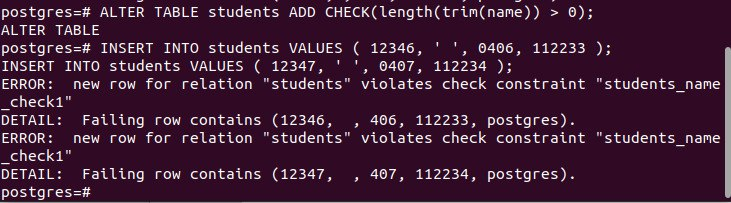 postgres=# ALTER TABLE students ADD CHECK(length(trim(name)) > 0);
ALTER TABLE
postgres=# INSERT INTO students VALUES ( 12346, ' ', 0406, 112233 );
INSERT INTO students VALUES ( 12347, ' ', 0407, 112234 );
ERROR:  new row for relation "students" violates check constraint "students_name
_check1"
DETAIL:  Failing row contains (12346,  , 406, 112233, postgres).
ERROR:  new row for relation "students" violates check constraint "students_name
_check1"
DETAIL:  Failing row contains (12347,  , 407, 112234, postgres).
postgres=#